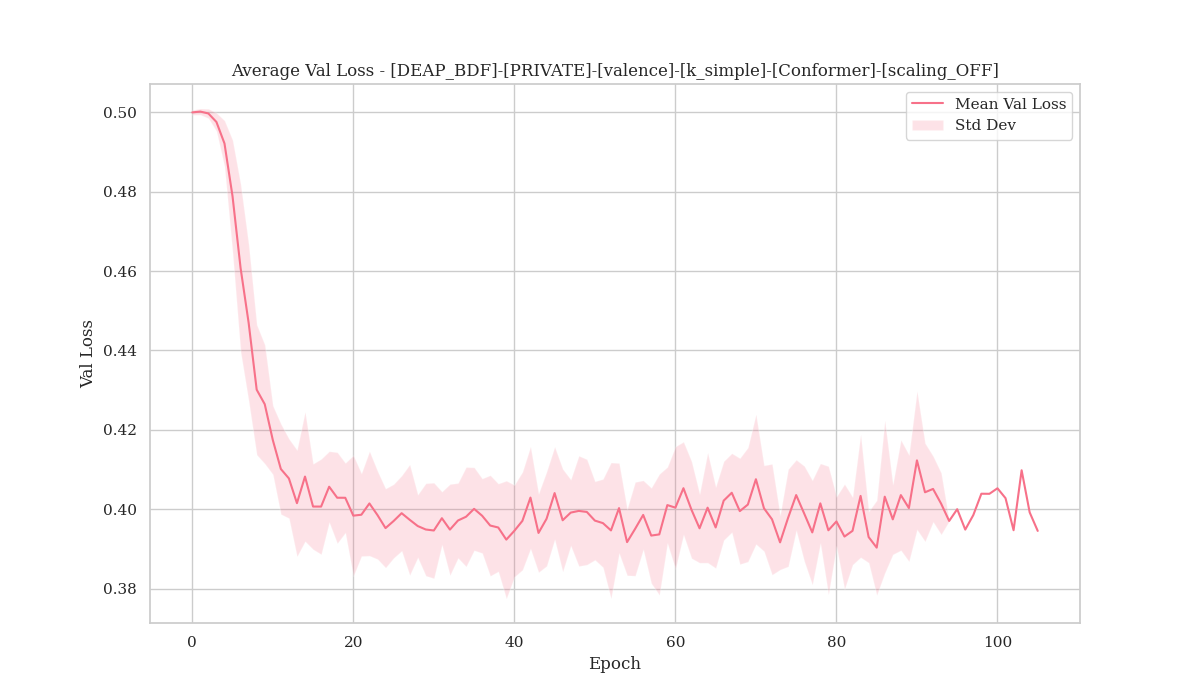 Average Val Loss - [DEAP_BDF]-[PRIVATE]-[valence]-[k_simple]-[Conformer]-[scaling_OFF]
Mean Val Loss
Std Dev
0.50
0.48
0.46
0.44
0.42
0.40
0.38
Val Loss
0 20 40 60 80 100
Epoch